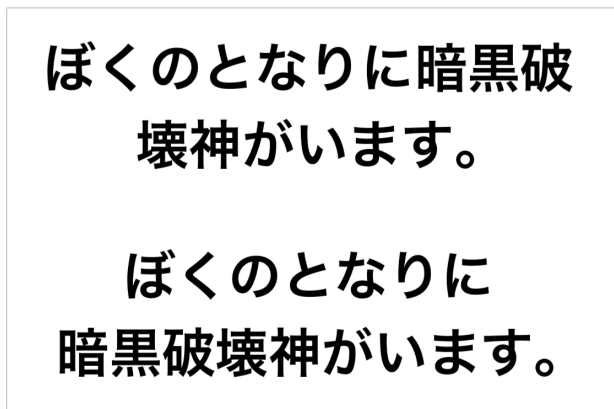 ぼくのとなりに暗黒破
壊神がいます。
ぼくのとなりに
暗黒破壊神がいます。